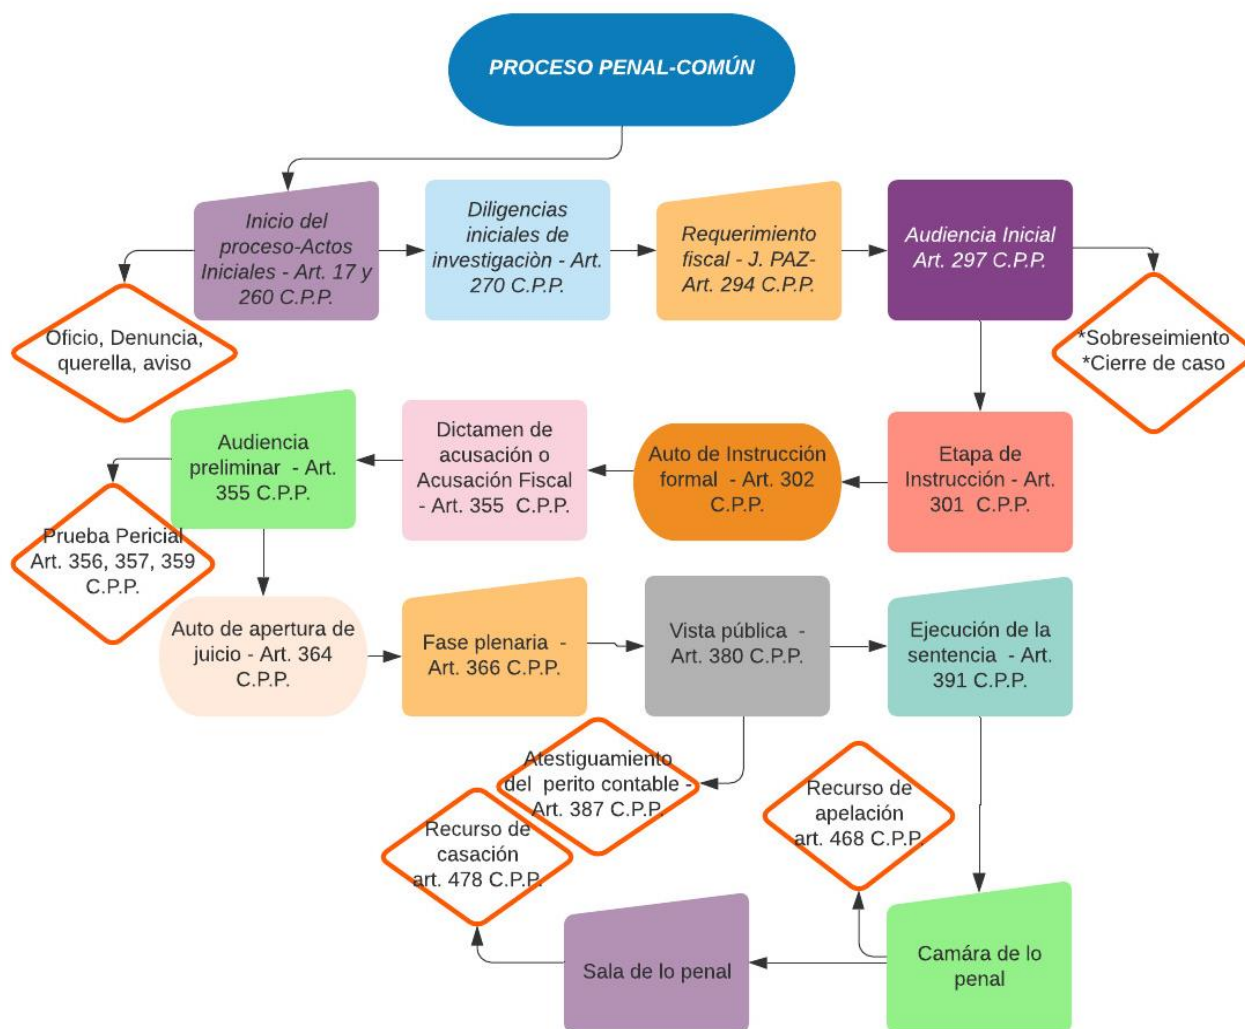 PROCESO PENAL-COMÚN
Inicio del
proceso-Actos
Iniciales - Art. 17 y
260 C.P.P.
Diligencias
iniciales de
investigaciòn - Art.
270 C.P.P.
Requerimiento
fiscal - J. PAZ-
Art. 294 C.P.P.
Audiencia Inicial
Art. 297 C.P.P.
Oficio, Denuncia,
querella, aviso
*Sobreseimiento
*Cierre de caso
Etapa de
Instrucción - Art.
301 C.P.P.
Auto de Instrucción
formal - Art. 302
C.P.P.
Dictamen de
acusación o
Acusación Fiscal
- Art. 355 C.P.P.
Audiencia
preliminar - Art.
355 C.P.P.
Prueba Pericial
Art. 356, 357, 359
C.P.P.
Auto de apertura de
juicio - Art. 364
C.P.P.
Fase plenaria -
Art. 366 C.P.P.
Vista pública -
Art. 380 C.P.P.
Ejecución de la
sentencia - Art.
391 C.P.P.
Atestiguamiento
del perito contable -
Art. 387 C.P.P.
Recurso de
apelación
art. 468 C.P.P.
Recurso de
casación
art. 478 C.P.P.
Camára de lo
penal
Sala de lo penal